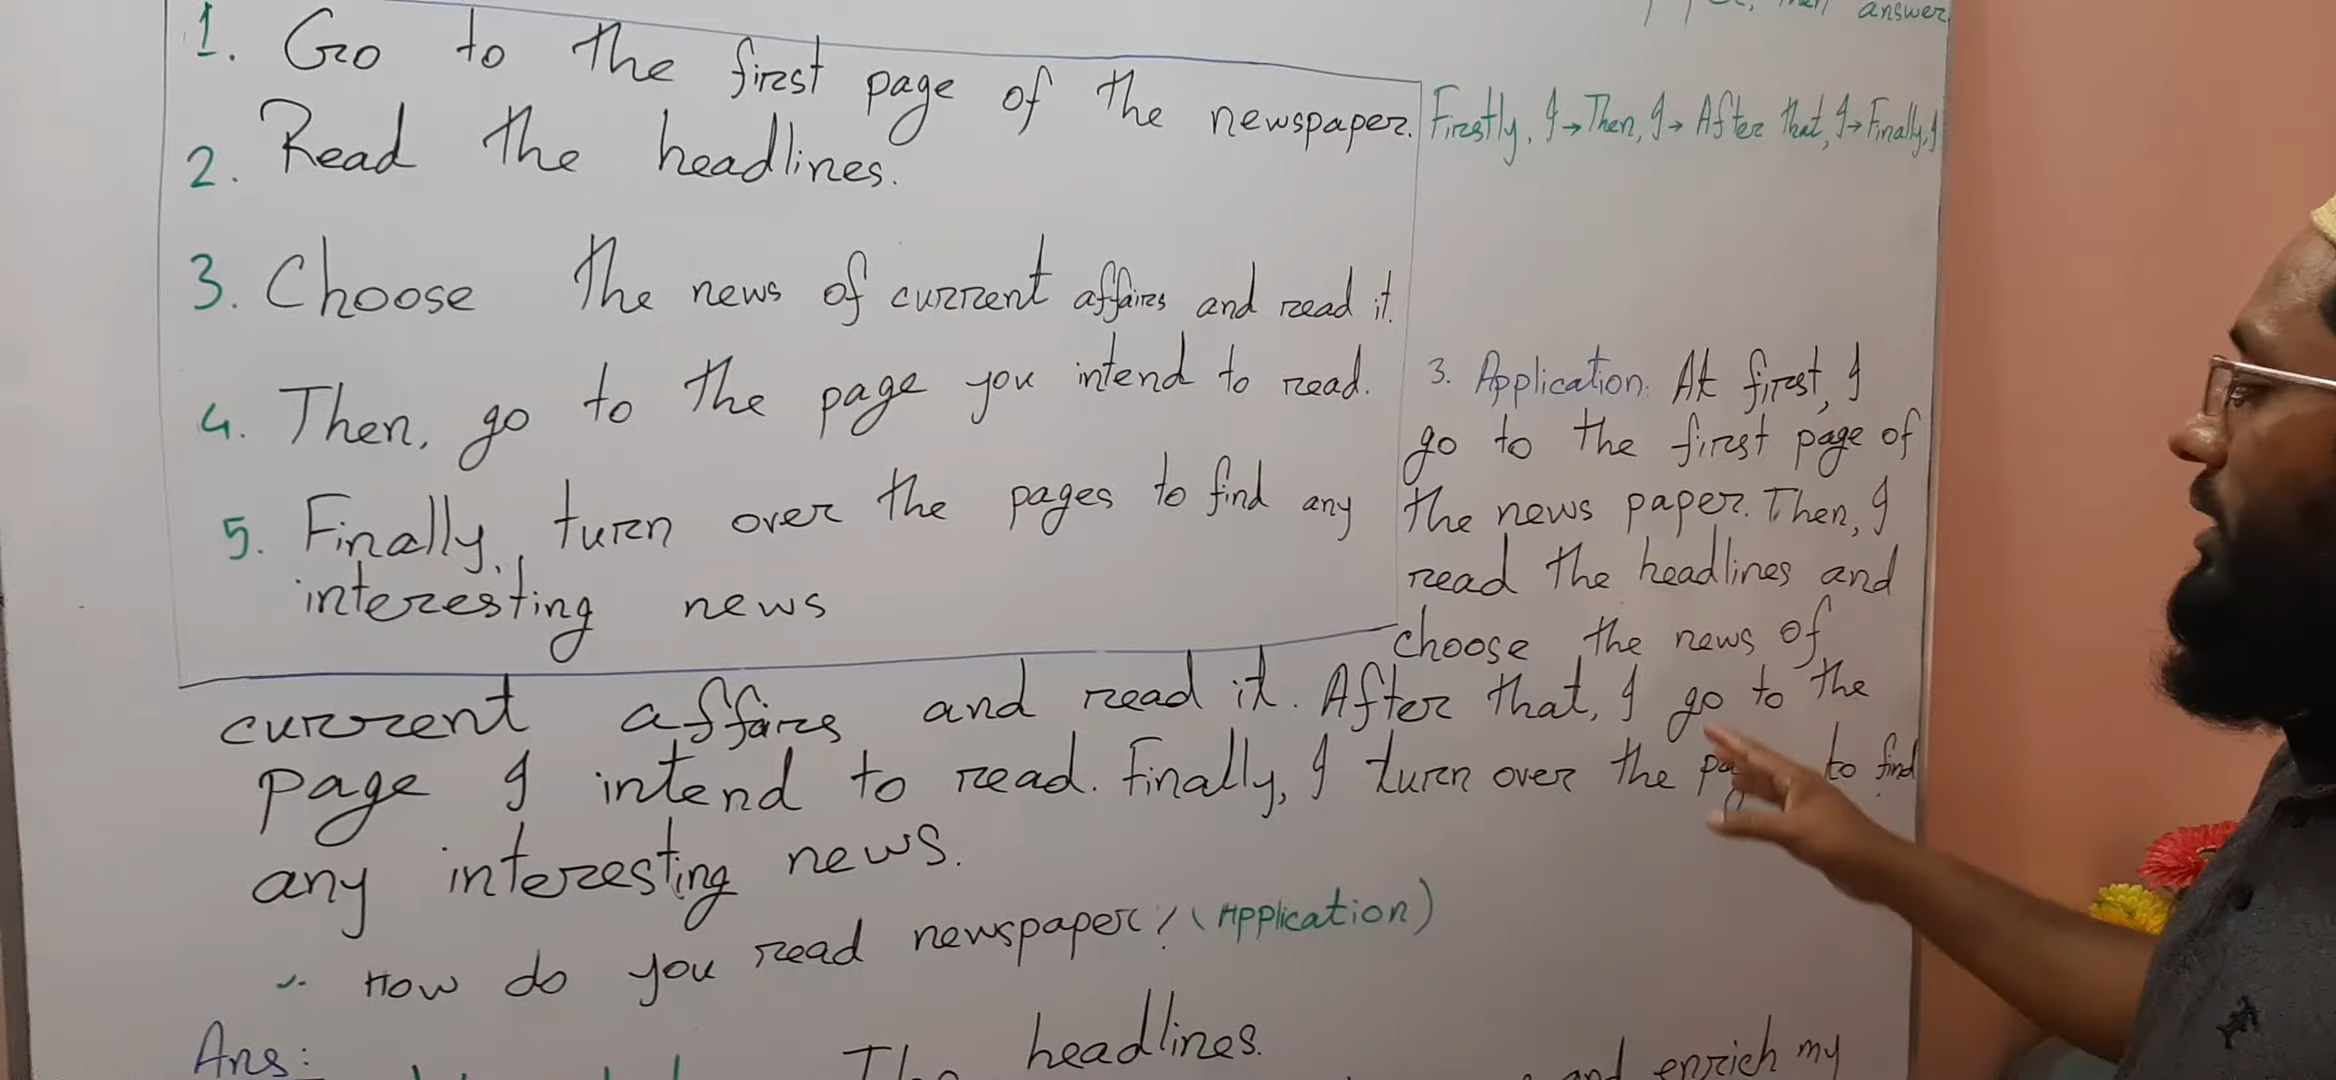 then answer
1. Go to the first page of the newspaper.
2. Read the headlines.
3. Choose the news of current affairs and read it.
4. Then, go to the page you intend to read.
5. Finally, turn over the pages to find any
interesting news
Firstly, I → Then, I → After that, I → Finally, I
3. Application: At first, I
go to the first page of
the news paper. Then, I
read the headlines and
choose the news of
current affairs and read it. After that, I go to the
page I intend to read. Finally, I turn over the to find
any interesting news.
How do you read newspaper? (Application)
Ans:
headlines.
and enrich my